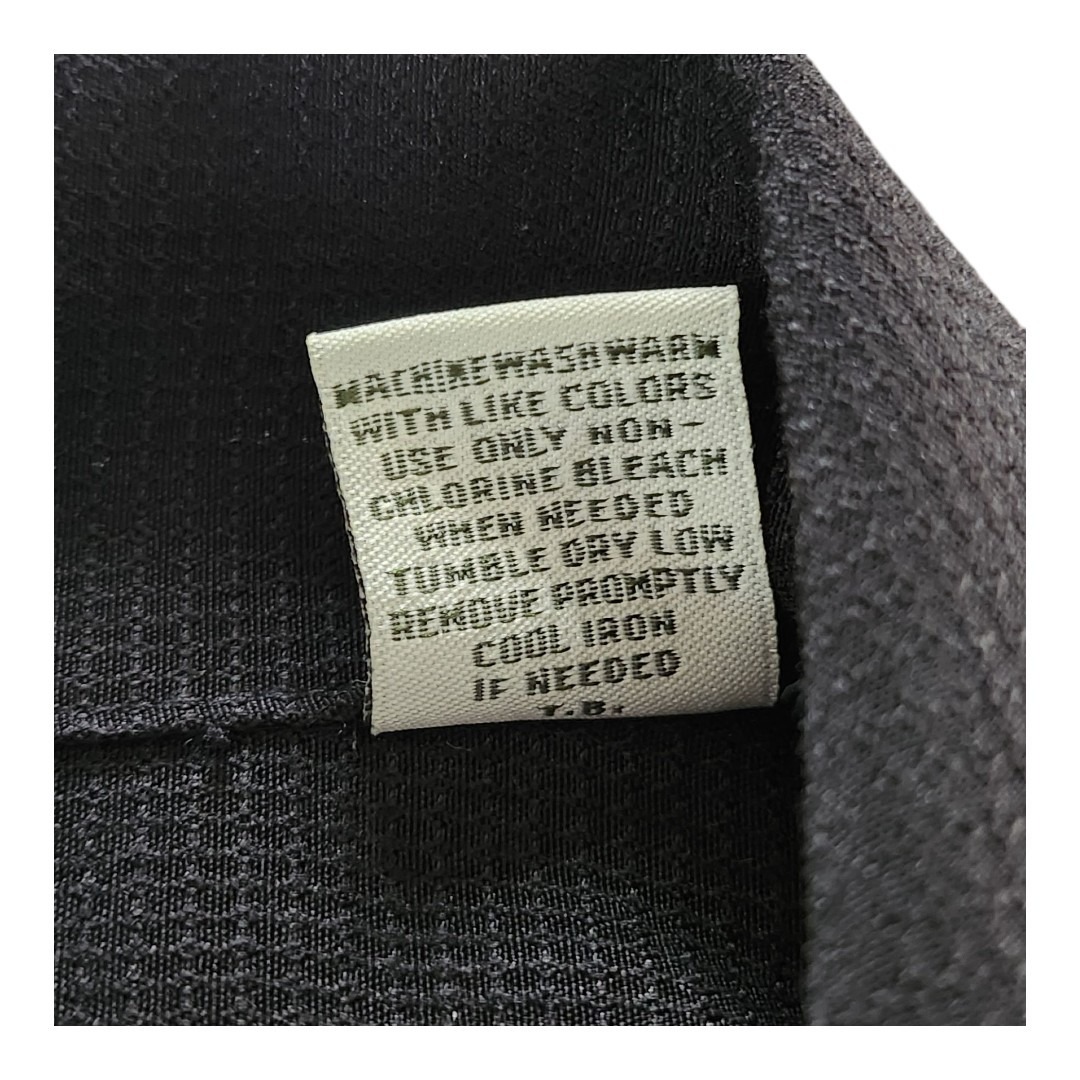 MACHINE WASH WARM
WITH LIKE COLORS
USE ONLY NON-
CHLORINE BLEACH
WHEN NEEDED
TUMBLE DRY LOW
REMOVE PROMPTLY
COOL IRON
IF NEEDED
T.B.